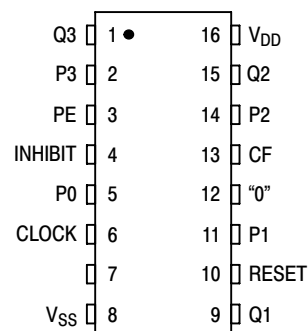 Q3 1 16 VDD
P3 2 15 Q2
PE 3 14 P2
INHIBIT 4 13 CF
P0 5 12 “0”
CLOCK 6 11 P1
7 10 RESET
VSS 8 9 Q1